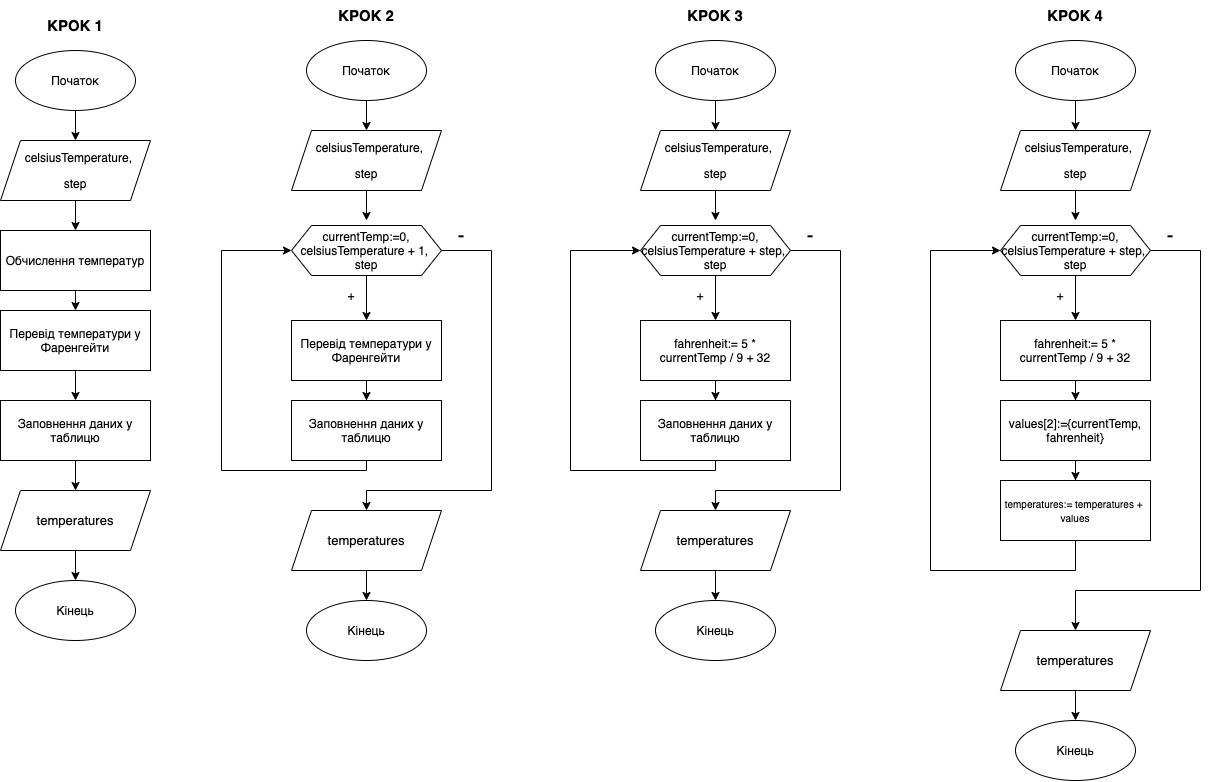 КРОК 1
Початок
celsiusTemperature,
step
Обчислення температур
Перевід температури у
Фаренгейти
Заповнення даних у
таблицю
temperatures
Кінець
КРОК 2
Початок
celsiusTemperature,
step
currentTemp:=0,
celsiusTemperature + 1,
step
-
+
Перевід температури у
Фаренгейти
Заповнення даних у
таблицю
temperatures
Кінець
КРОК 3
Початок
celsiusTemperature,
step
currentTemp:=0,
celsiusTemperature + step,
step
-
+
fahrenheit:= 5 *
currentTemp / 9 + 32
Заповнення даних у
таблицю
temperatures
Кінець
КРОК 4
Початок
celsiusTemperature,
step
currentTemp:=0,
celsiusTemperature + step,
step
-
+
fahrenheit:= 5 *
currentTemp / 9 + 32
values[2]:={currentTemp,
fahrenheit}
temperatures:= temperatures +
values
temperatures
Кінець